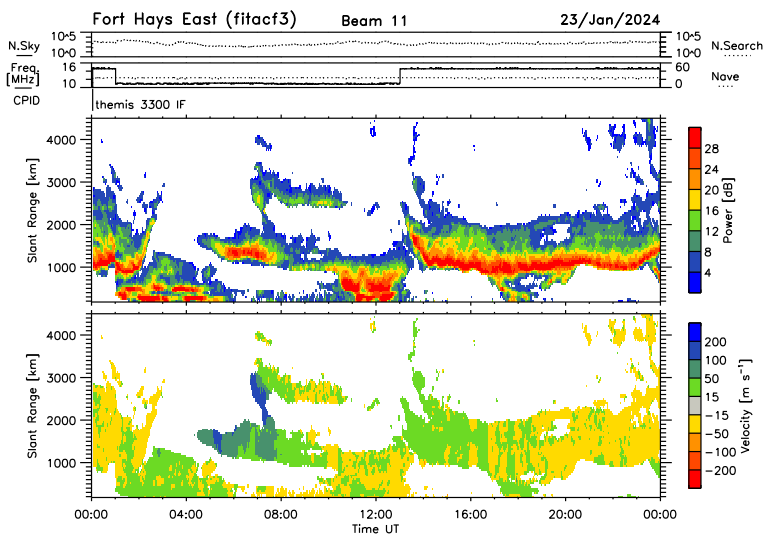 Fort Hays East (fitacf3) Beam 11 23/Jan/2024
10^5 10^5
N.Sky N.Search
10^0 10^0
Freq. 16 60
[MHz] Nave
10 0
CPID themis 3300 IF
4000
3000
2000
1000
Slant Range [km]
28
24
20
16
12
8
4
Power [dB]
4000
3000
2000
1000
Slant Range [km]
200
100
50
15
-15
-50
-100
-200
Velocity [m s^-1]
00:00 04:00 08:00 12:00 16:00 20:00 00:00
Time UT